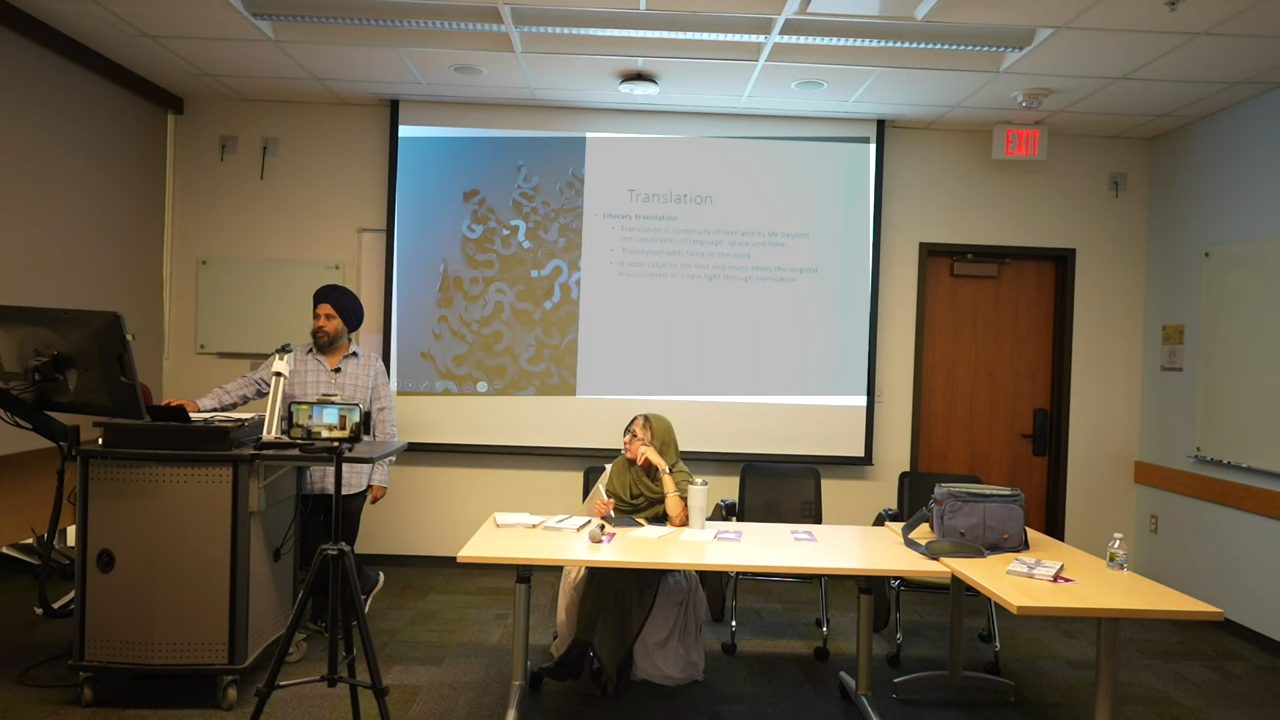 EXIT
Translation
Literary translation
Translation is continuity of text and its life beyond
the constraints of language, space and time.
Translation adds fame to the work.
It adds value to the text and many times the original
is discovered in a new light through translation.